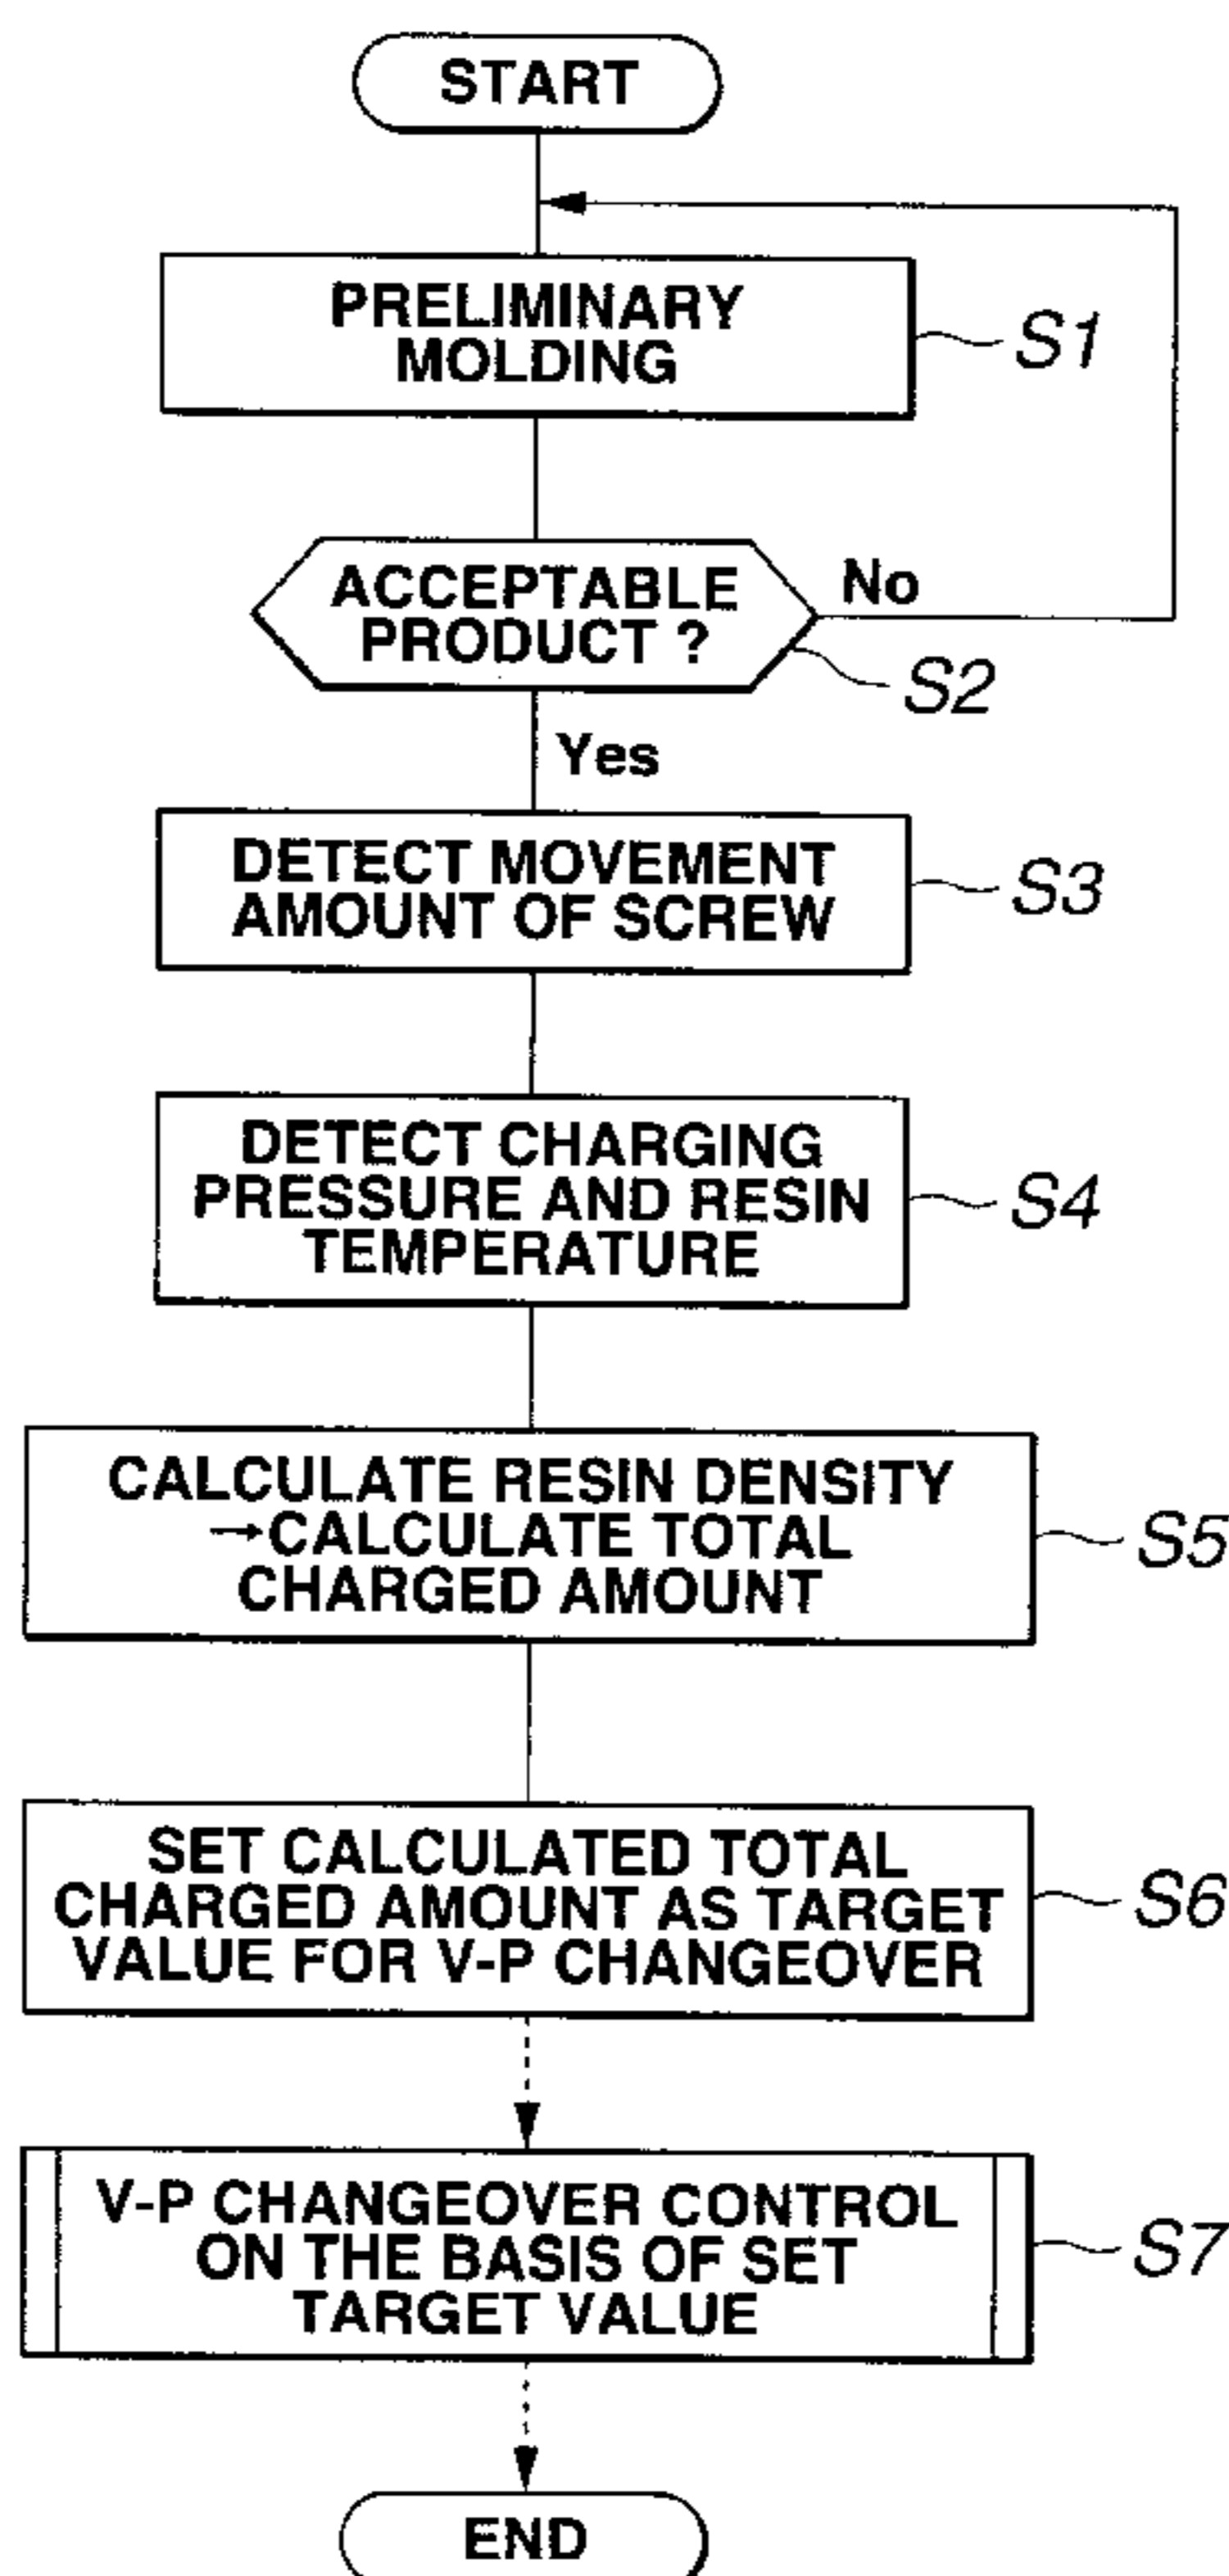 START
PRELIMINARY
MOLDING
S1
ACCEPTABLE
PRODUCT ?
No
S2
Yes
DETECT MOVEMENT
AMOUNT OF SCREW
S3
DETECT CHARGING
PRESSURE AND RESIN
TEMPERATURE
S4
CALCULATE RESIN DENSITY
→CALCULATE TOTAL
CHARGED AMOUNT
S5
SET CALCULATED TOTAL
CHARGED AMOUNT AS TARGET
VALUE FOR V-P CHANGEOVER
S6
V-P CHANGEOVER CONTROL
ON THE BASIS OF SET
TARGET VALUE
S7
END